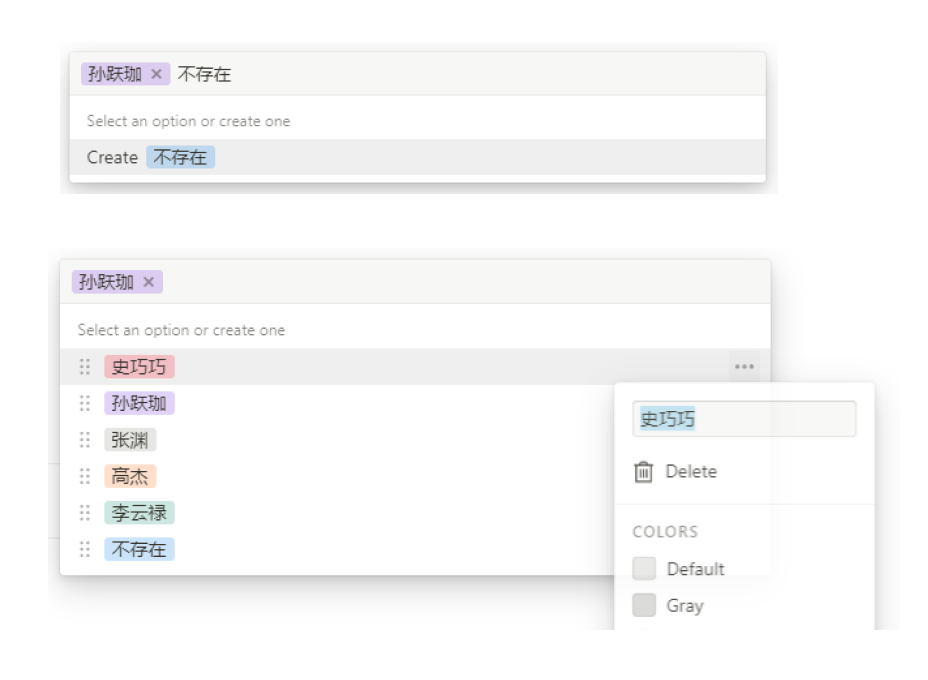 孙跃珈 × 不存在
Select an option or create one
Create 不存在
孙跃珈 ×
Select an option or create one
史巧巧
孙跃珈
张渊
高杰
李云禄
不存在
史巧巧
Delete
COLORS
Default
Gray